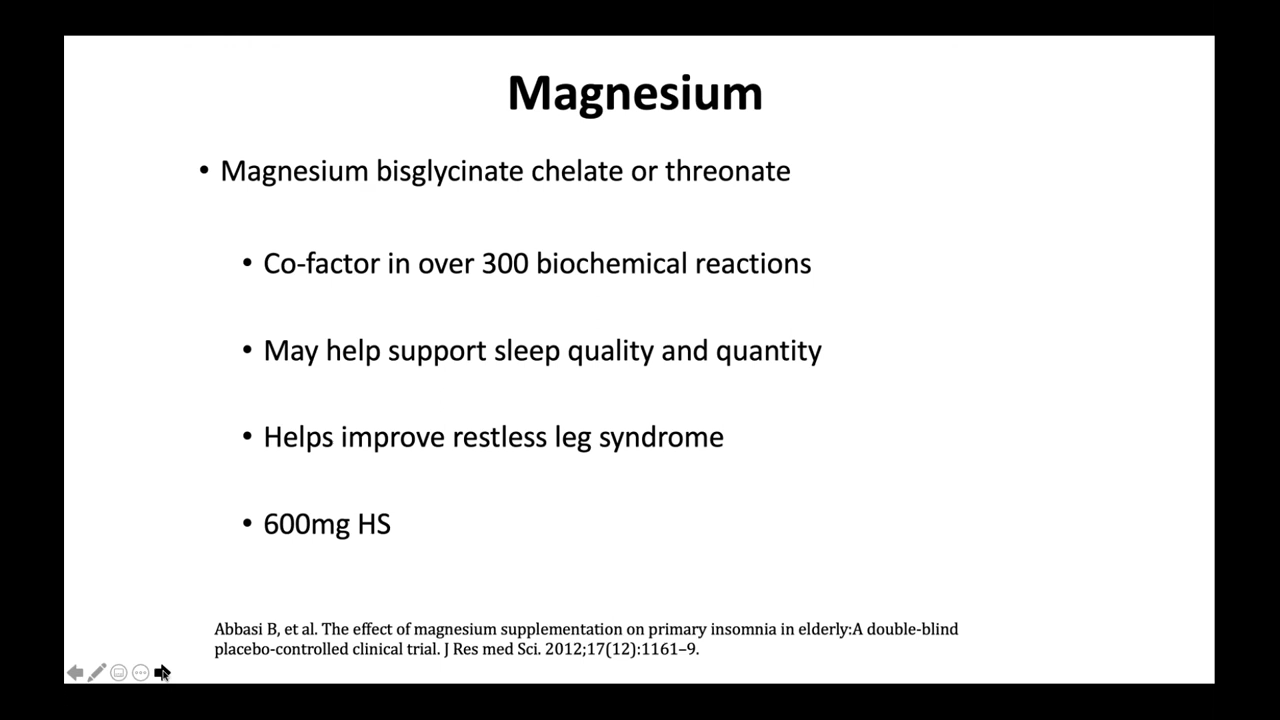 Magnesium
• Magnesium bisglycinate chelate or threonate
• Co-factor in over 300 biochemical reactions
• May help support sleep quality and quantity
• Helps improve restless leg syndrome
• 600mg HS
Abbasi B, et al. The effect of magnesium supplementation on primary insomnia in elderly:A double-blind
placebo-controlled clinical trial. J Res med Sci. 2012;17(12):1161–9.